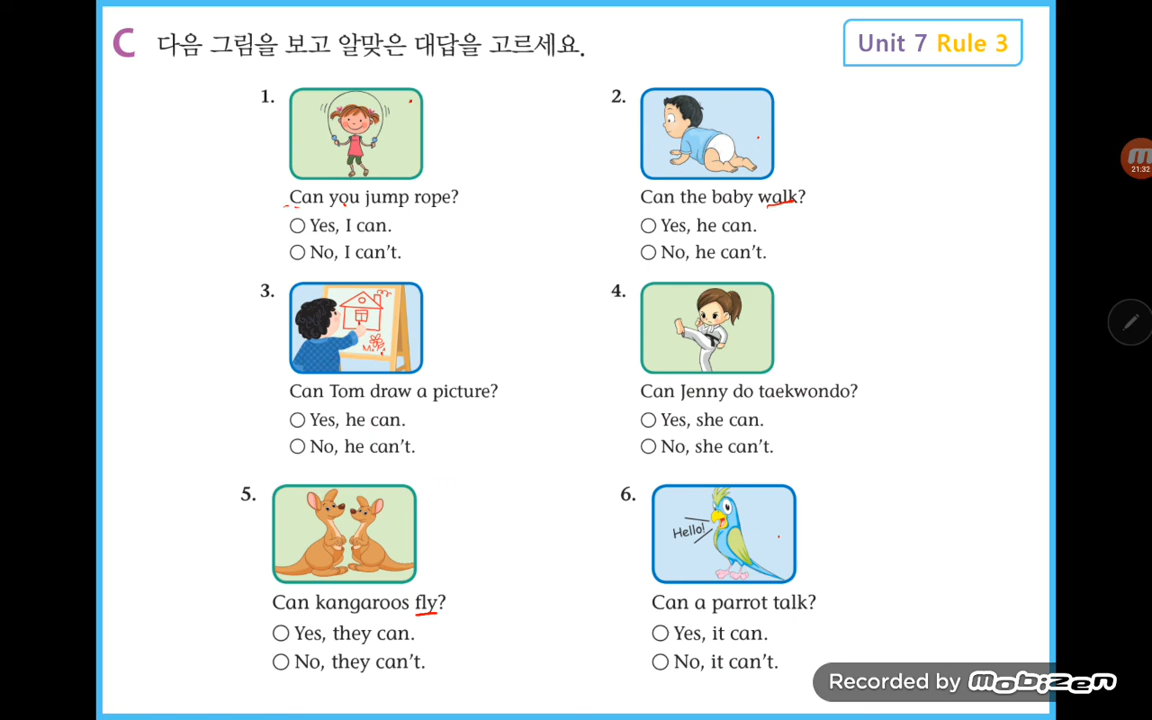 C 다음 그림을 보고 알맞은 대답을 고르세요.
Unit 7 Rule 3
1.
Can you jump rope?
Yes, I can.
No, I can't.
2.
Can the baby walk?
Yes, he can.
No, he can't.
3.
Can Tom draw a picture?
Yes, he can.
No, he can't.
4.
Can Jenny do taekwondo?
Yes, she can.
No, she can't.
5.
Can kangaroos fly?
Yes, they can.
No, they can't.
6.
Hello!
Can a parrot talk?
Yes, it can.
No, it can't.
21:32
Recorded by mobizen